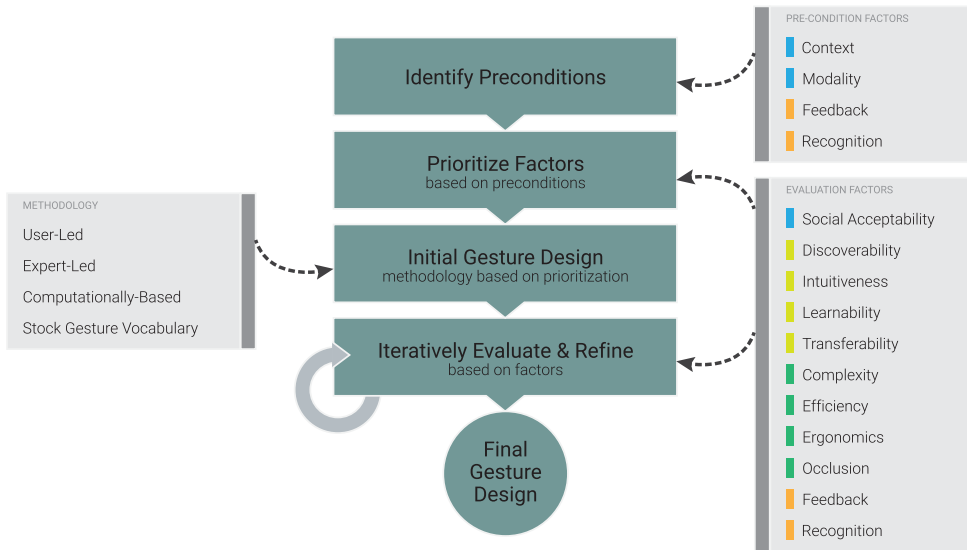 Identify Preconditions
Prioritize Factors
based on preconditions
Initial Gesture Design
methodology based on prioritization
Iteratively Evaluate & Refine
based on factors
Final
Gesture
Design
METHODOLOGY
User-Led
Expert-Led
Computationally-Based
Stock Gesture Vocabulary
PRE-CONDITION FACTORS
Context
Modality
Feedback
Recognition
EVALUATION FACTORS
Social Acceptability
Discoverability
Intuitiveness
Learnability
Transferability
Complexity
Efficiency
Ergonomics
Occlusion
Feedback
Recognition